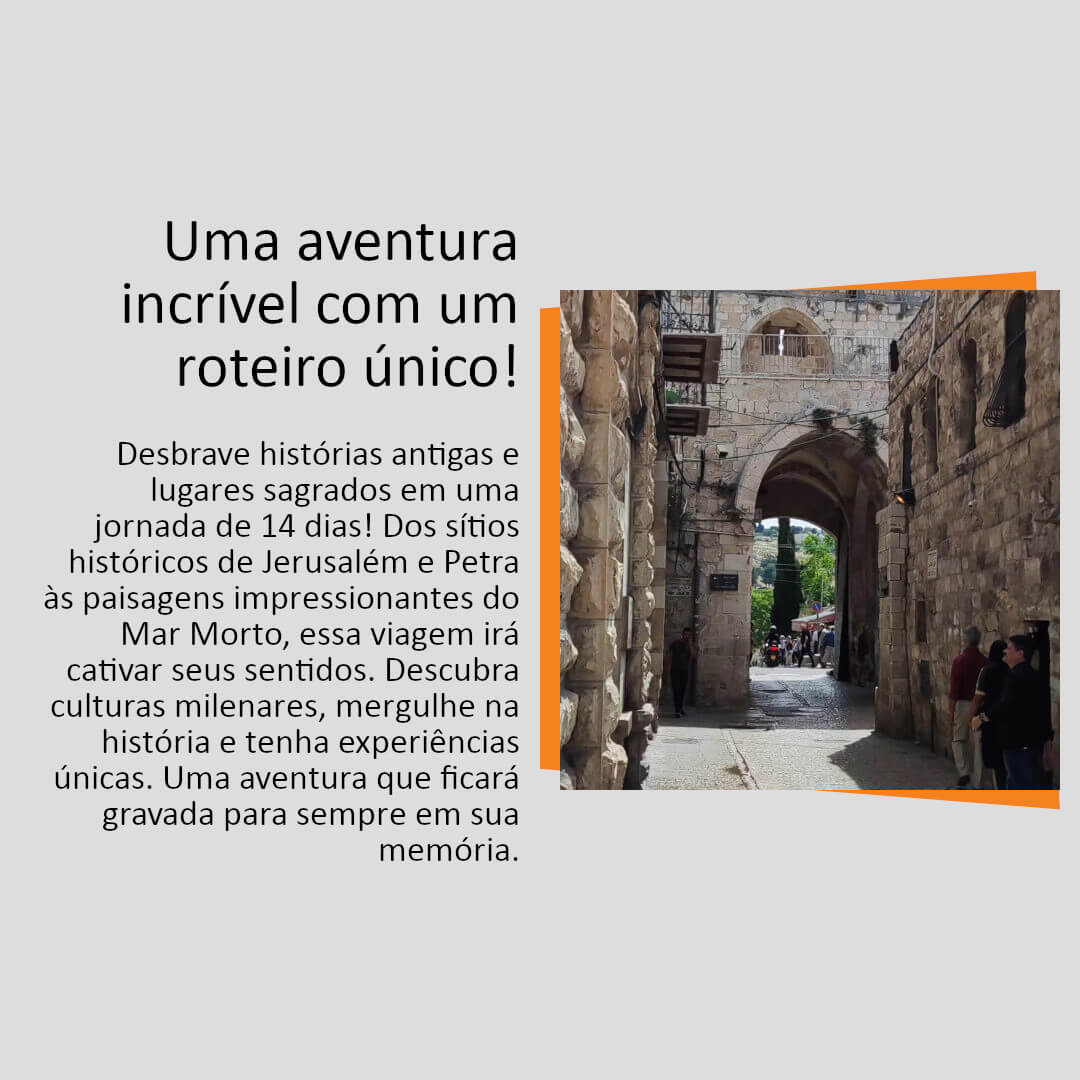 Uma aventura
incrível com um
roteiro único!
Desbrave histórias antigas e
lugares sagrados em uma
jornada de 14 dias! Dos sítios
históricos de Jerusalém e Petra
às paisagens impressionantes do
Mar Morto, essa viagem irá
cativar seus sentidos. Descubra
culturas milenares, mergulhe na
história e tenha experiências
únicas. Uma aventura que ficará
gravada para sempre em sua
memória.